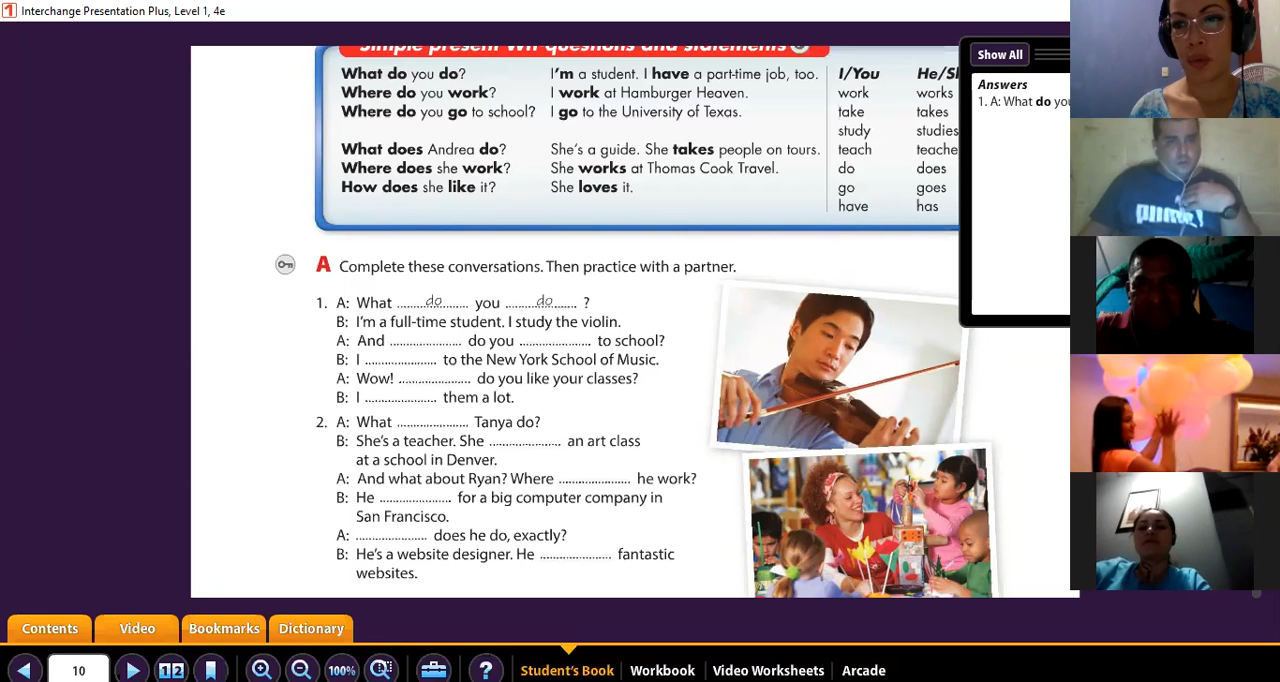 Interchange Presentation Plus, Level 1, 4e
Simple present Wh-questions and statements
What do you do? I'm a student. I have a part-time job, too. I/You
Where do you work? I work at Hamburger Heaven. work works
Where do you go to school? I go to the University of Texas. take takes
study studies
What does Andrea do? She's a guide. She takes people on tours. teach
Where does she work? She works at Thomas Cook Travel. do does
How does she like it? She loves it. go goes
have has
Show All
Answers
1. A: What do you
A Complete these conversations. Then practice with a partner.
1. A: What do you do ?
B: I'm a full-time student. I study the violin.
A: And .................... do you .................... to school?
B: I .................... to the New York School of Music.
A: Wow! .................... do you like your classes?
B: I .................... them a lot.
2. A: What .................... Tanya do?
B: She's a teacher. She .................... an art class
at a school in Denver.
A: And what about Ryan? Where .................... he work?
B: He .................... for a big computer company in
San Francisco.
A: .................... does he do, exactly?
B: He's a website designer. He .................... fantastic
websites.
PUMA
Contents Video Bookmarks Dictionary
10 1 2 100% ? Student's Book Workbook Video Worksheets Arcade